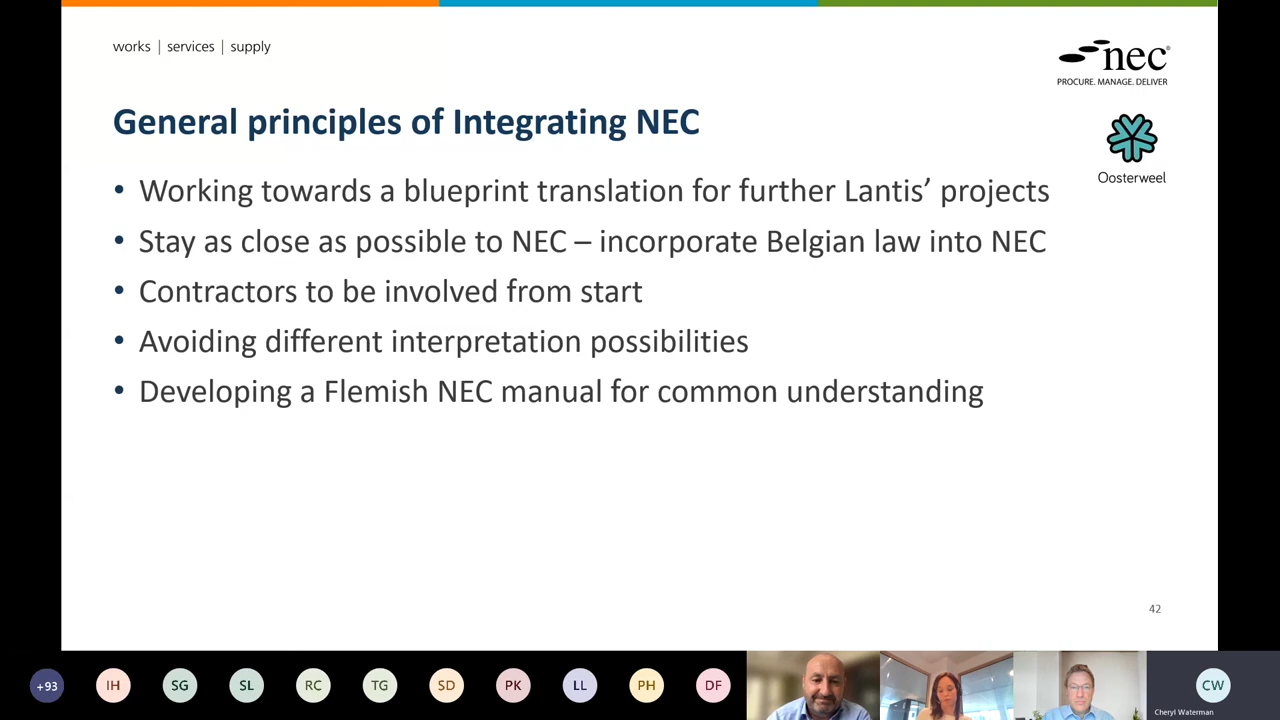 works | services | supply
nec®
PROCURE. MANAGE. DELIVER
General principles of Integrating NEC
Oosterweel
• Working towards a blueprint translation for further Lantis’ projects
• Stay as close as possible to NEC – incorporate Belgian law into NEC
• Contractors to be involved from start
• Avoiding different interpretation possibilities
• Developing a Flemish NEC manual for common understanding
42
+93 IH SG SL RC TG SD PK LL PH DF CW
Cheryl Waterman